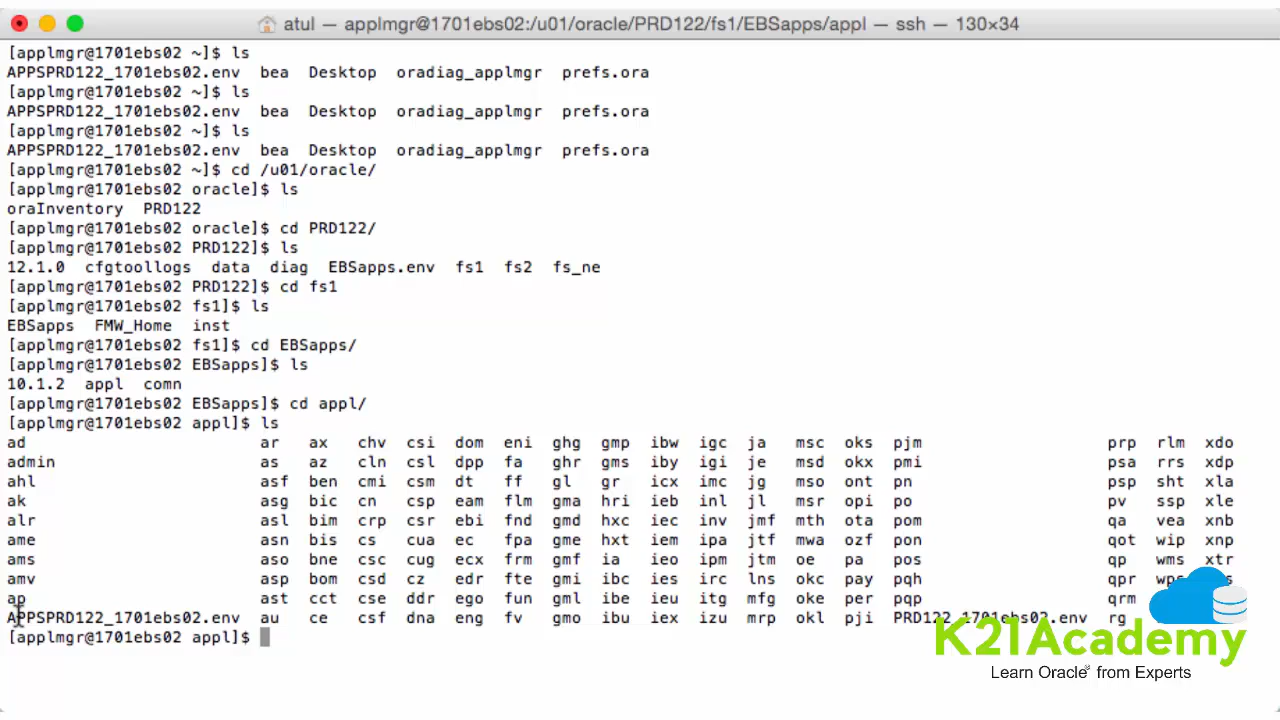 atul — applmgr@1701ebs02:/u01/oracle/PRD122/fs1/EBSapps/appl — ssh — 130×34
[applmgr@1701ebs02 ~]$ ls
APPSPRD122_1701ebs02.env bea Desktop oradiag_applmgr prefs.ora
[applmgr@1701ebs02 ~]$ ls
APPSPRD122_1701ebs02.env bea Desktop oradiag_applmgr prefs.ora
[applmgr@1701ebs02 ~]$ ls
APPSPRD122_1701ebs02.env bea Desktop oradiag_applmgr prefs.ora
[applmgr@1701ebs02 ~]$ cd /u01/oracle/
[applmgr@1701ebs02 oracle]$ ls
oraInventory PRD122
[applmgr@1701ebs02 oracle]$ cd PRD122/
[applmgr@1701ebs02 PRD122]$ ls
12.1.0 cfgtoollogs data diag EBSapps.env fs1 fs2 fs_ne
[applmgr@1701ebs02 PRD122]$ cd fs1
[applmgr@1701ebs02 fs1]$ ls
EBSapps FMW_Home inst
[applmgr@1701ebs02 fs1]$ cd EBSapps/
[applmgr@1701ebs02 EBSapps]$ ls
10.1.2 appl comn
[applmgr@1701ebs02 EBSapps]$ cd appl/
[applmgr@1701ebs02 appl]$ ls
ad ar ax chv csi dom eni ghg gmp ibw igc ja msc oks pjm prp rlm xdo
admin as az cln csl dpp fa ghr gms iby igi je msd okx pmi psa rrs xdp
ahl asf ben cmi csm dt ff gl gr icx imc jg mso ont pn psp sht xla
ak asg bic cn csp eam flm gma hri ieb inl jl msr opi po pv ssp xle
alr asl bim crp csr ebi fnd gmd hxc iec inv jmf mth ota pom qa vea xnb
ame asn bis cs cua ec fpa gme hxt iem ipa jtf mwa ozf pon qot wip xnp
ams aso bne csc cug ecx frm gmf ia ieo ipm jtm oe pa pos qp wms xtr
amv asp bom csd cz edr fte gmi ibc ies irc lns okc pay pqh qpr
ap ast cct cse ddr ego fun gml ibe ieu itg mfg oke per pqp qrm
APPSPRD122_1701ebs02.env au ce csf dna eng fv gmo ibu iex izu mrp okl pji PRD122_1701ebs02.env rg
[applmgr@1701ebs02 appl]$
K21Academy
Learn Oracle® from Experts